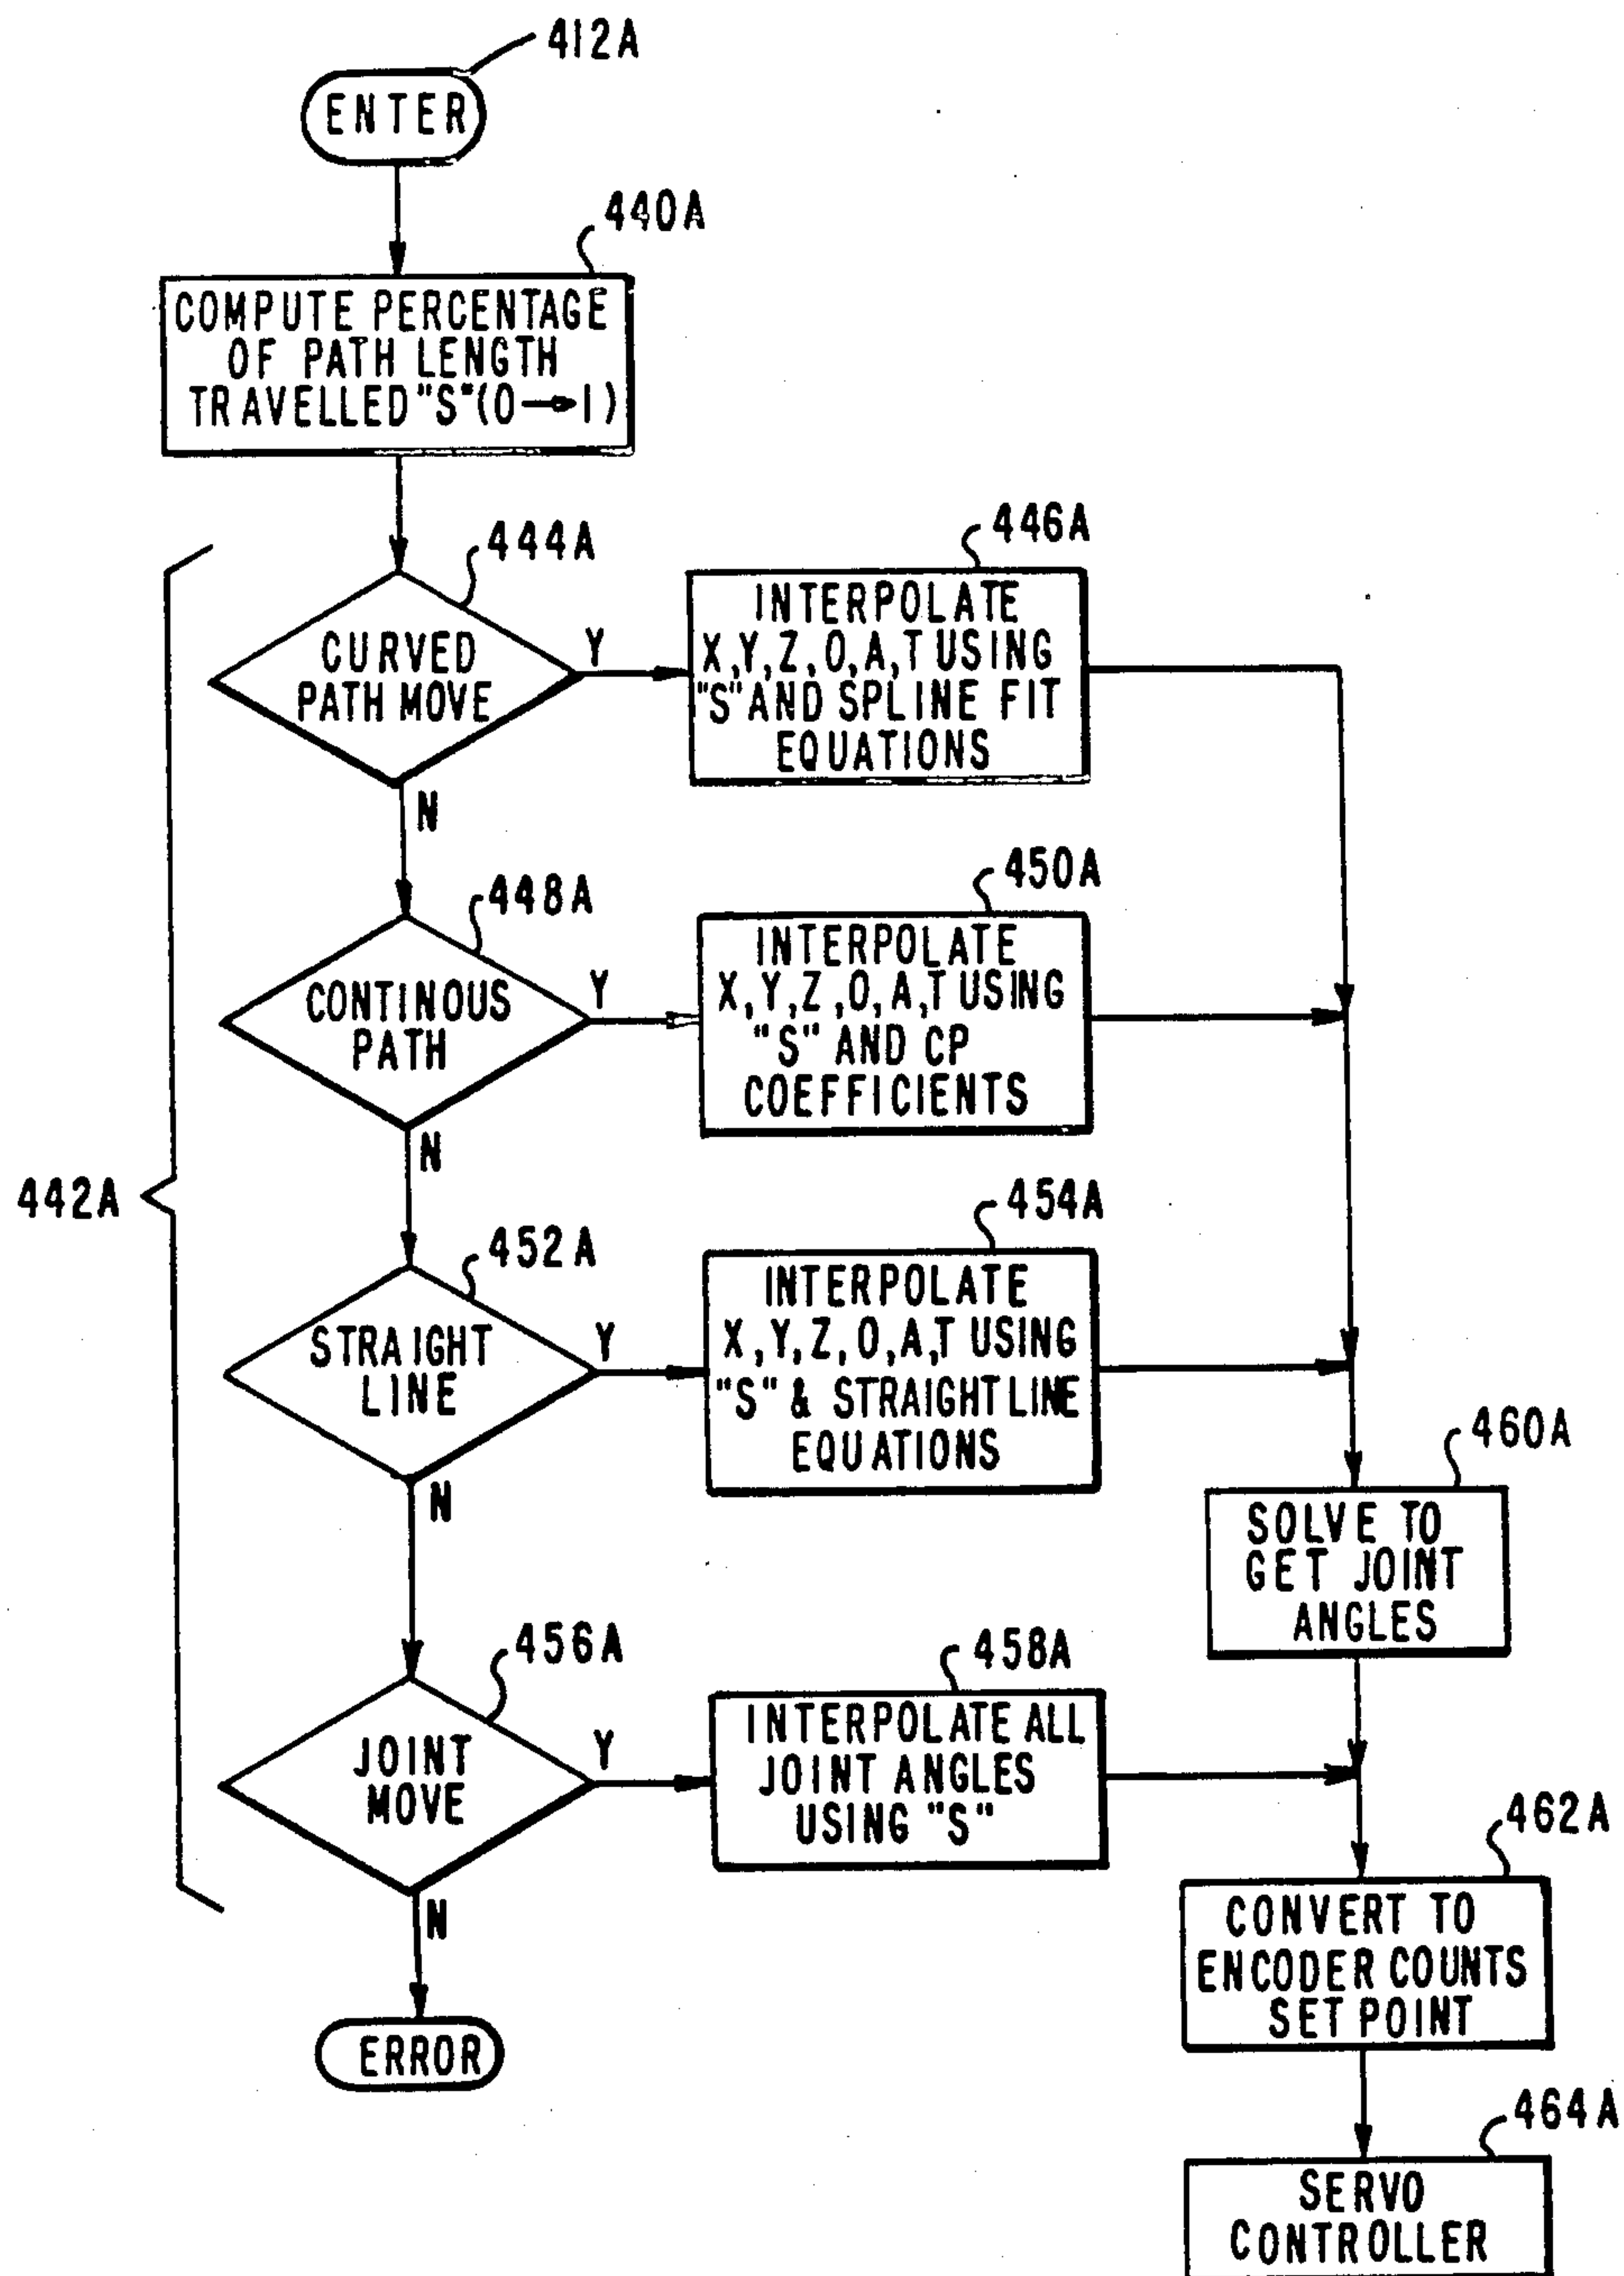 412A
ENTER
440A
COMPUTE PERCENTAGE
OF PATH LENGTH
TRAVELLED "S"(0→1)
444A
CURVED
PATH MOVE
Y
N
446A
INTERPOLATE
X,Y,Z,O,A,T USING
"S" AND SPLINE FIT
EQUATIONS
448A
CONTINOUS
PATH
Y
N
450A
INTERPOLATE
X,Y,Z,O,A,T USING
"S" AND CP
COEFFICIENTS
442A
452A
STRAIGHT
LINE
Y
N
454A
INTERPOLATE
X,Y,Z,O,A,T USING
"S" & STRAIGHT LINE
EQUATIONS
460A
SOLVE TO
GET JOINT
ANGLES
456A
JOINT
MOVE
Y
N
458A
INTERPOLATE ALL
JOINT ANGLES
USING "S"
462A
CONVERT TO
ENCODER COUNTS
SET POINT
ERROR
464A
SERVO
CONTROLLER